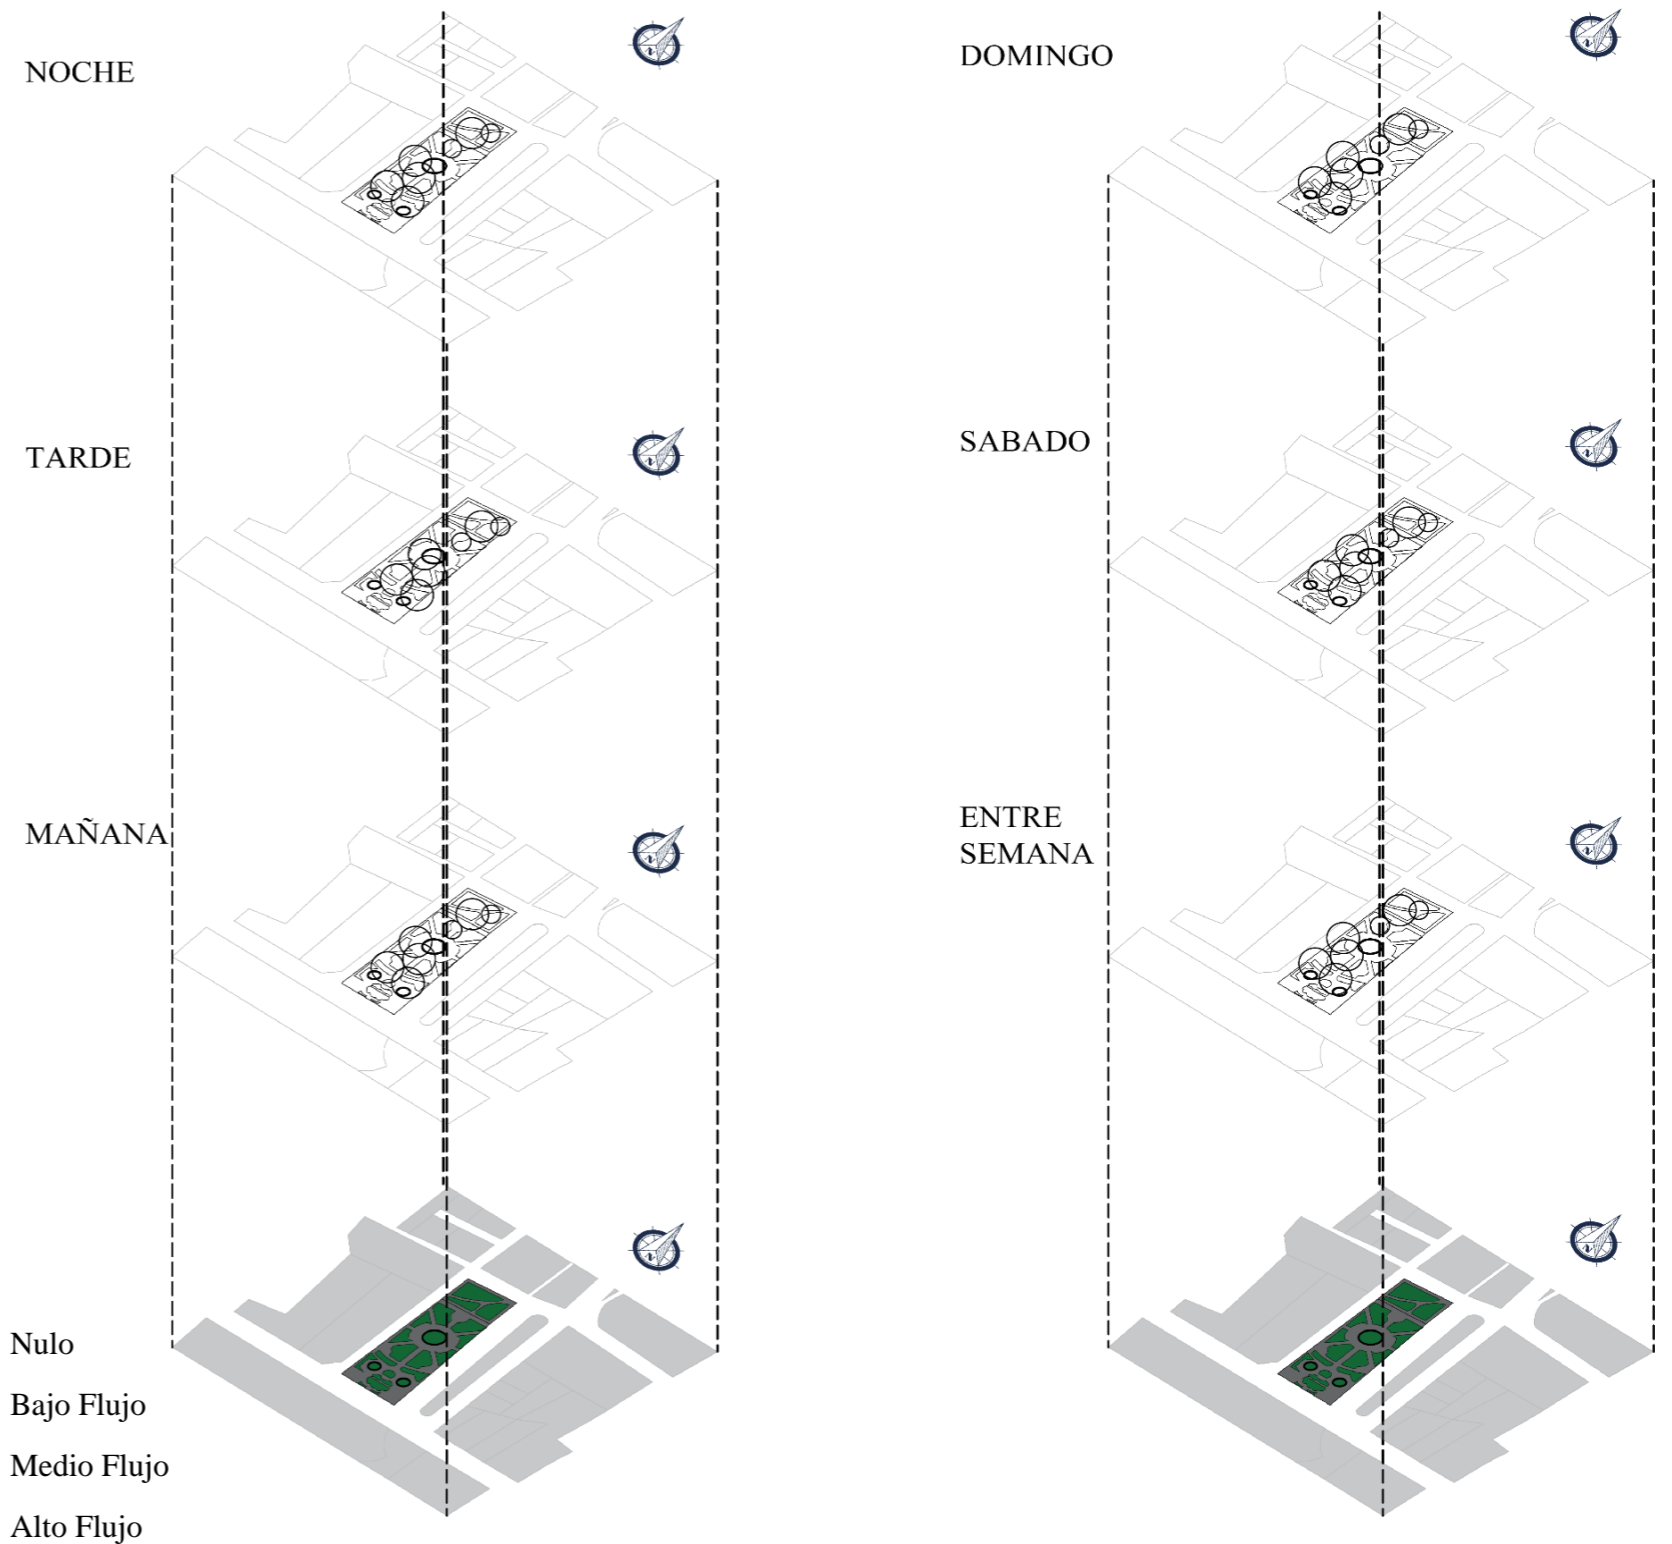 NOCHE
TARDE
MAÑANA
Nulo
Bajo Flujo
Medio Flujo
Alto Flujo
DOMINGO
SABADO
ENTRE
SEMANA